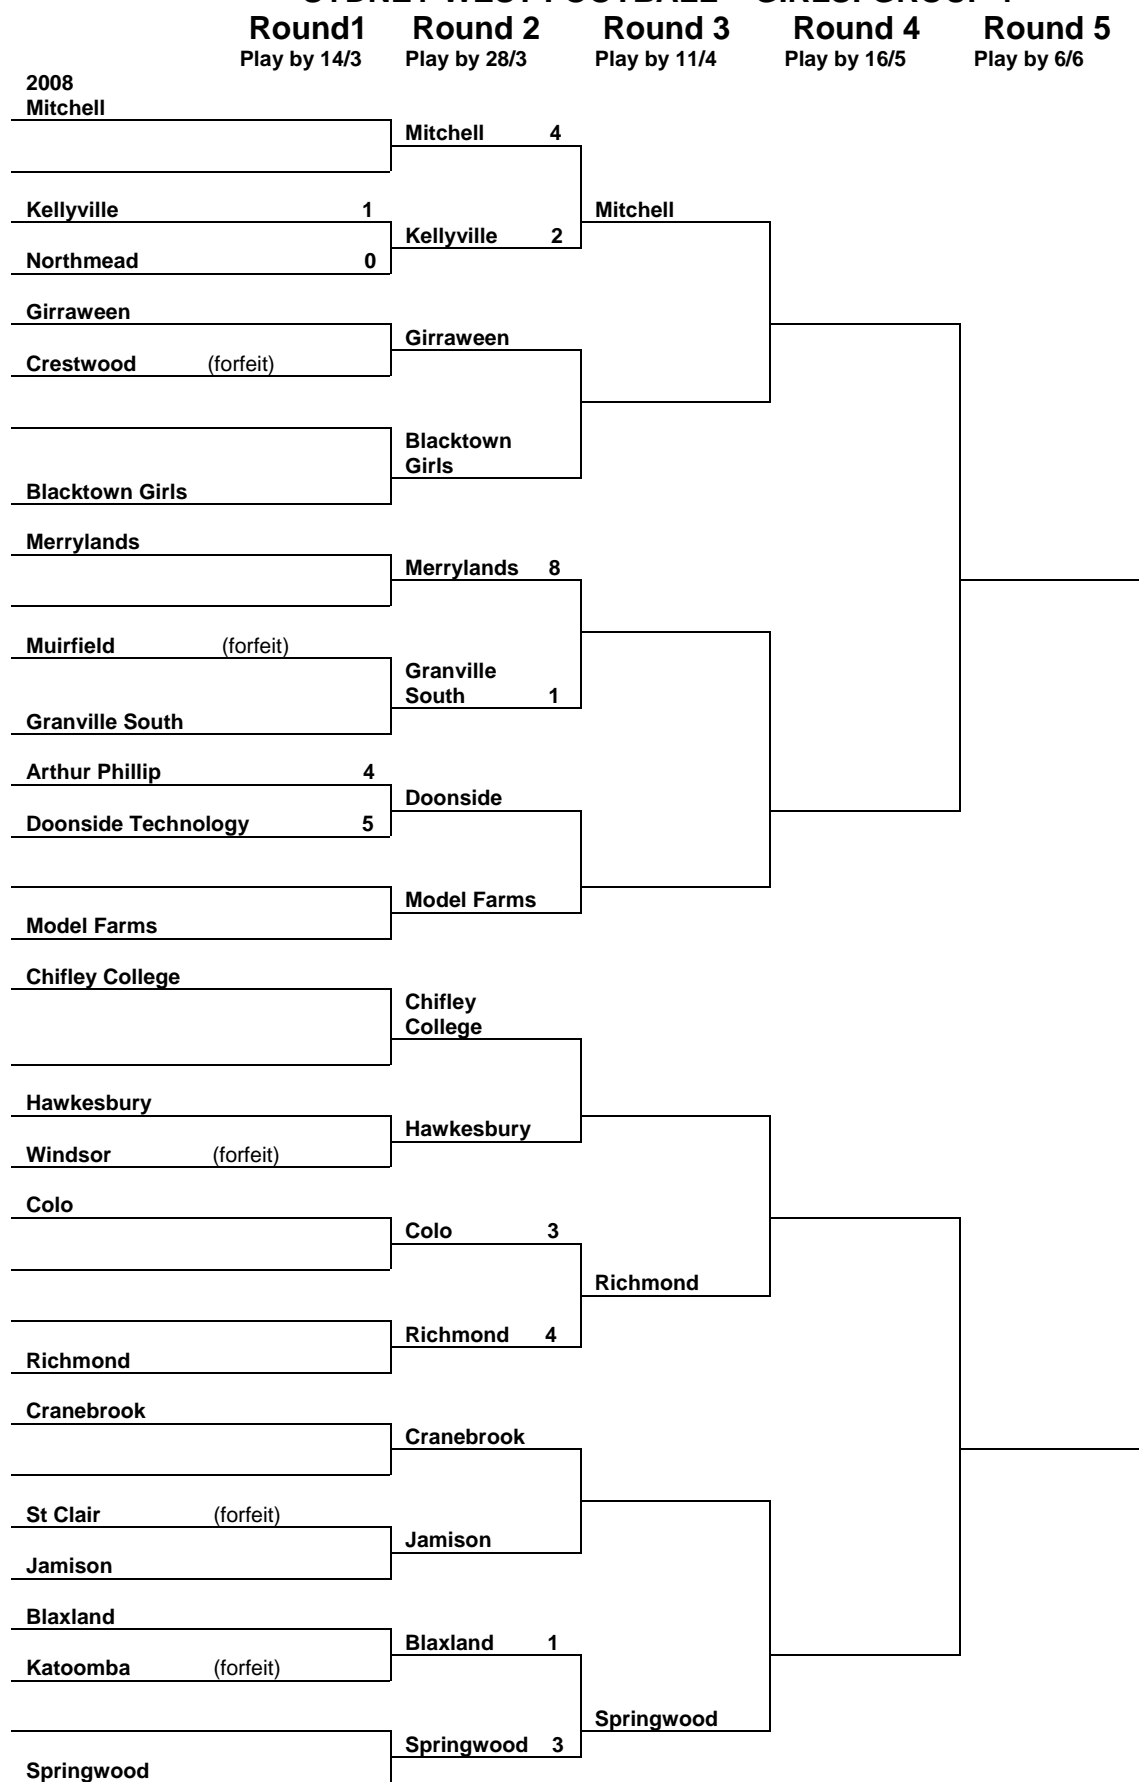 Round1 Round 2 Round 3 Round 4 Round 5
Play by 14/3 Play by 28/3 Play by 11/4 Play by 16/5 Play by 6/6
2008
Mitchell
Mitchell 4
Kellyville 1
Mitchell
Kellyville 2
Northmead 0
Girraween
Girraween
Crestwood (forfeit)
Blacktown
Girls
Blacktown Girls
Merrylands
Merrylands 8
Muirfield (forfeit)
Granville
South 1
Granville South
Arthur Phillip 4
Doonside
Doonside Technology 5
Model Farms
Model Farms
Chifley College
Chifley
College
Hawkesbury
Hawkesbury
Windsor (forfeit)
Colo
Colo 3
Richmond
Richmond 4
Richmond
Cranebrook
Cranebrook
St Clair (forfeit)
Jamison
Jamison
Blaxland
Blaxland 1
Katoomba (forfeit)
Springwood
Springwood 3
Springwood